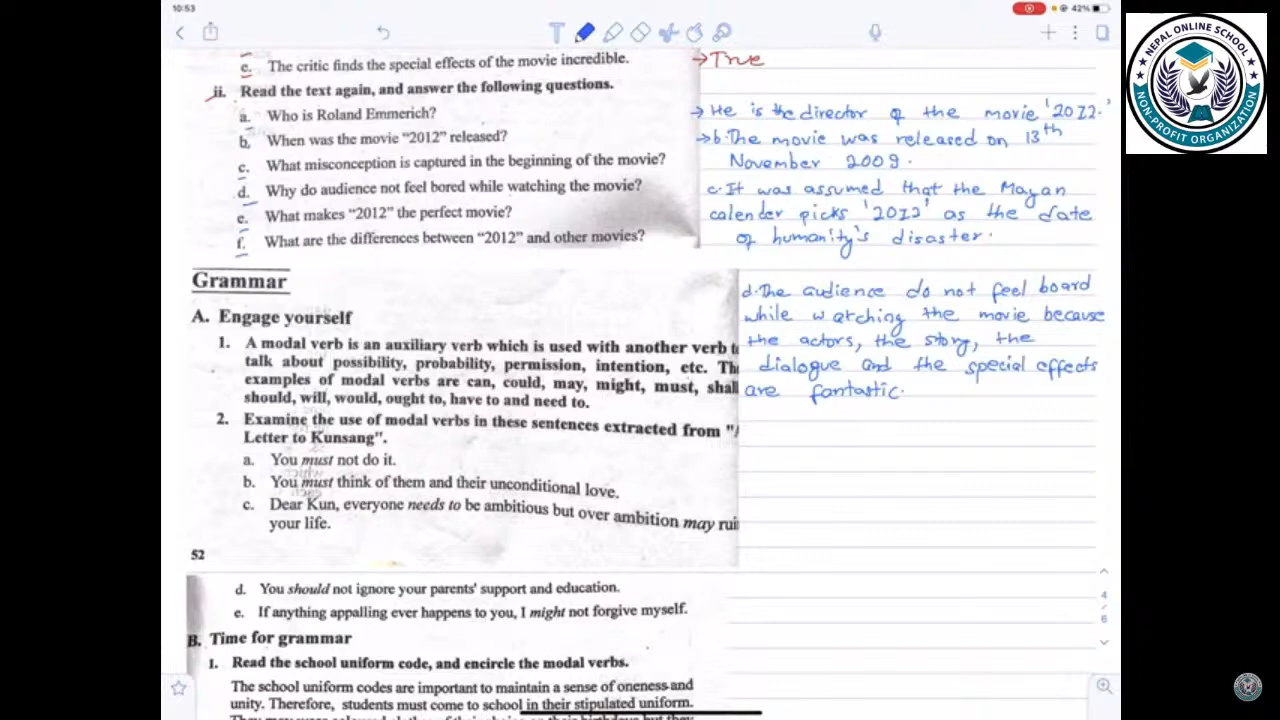 10:53
42%
e. The critic finds the special effects of the movie incredible.
→True
ii. Read the text again, and answer the following questions.
a. Who is Roland Emmerich?
→ He is the director of the movie '2012.'
b. When was the movie "2012" released?
→b. The movie was released on 13th
November 2009.
c. What misconception is captured in the beginning of the movie?
d. Why do audience not feel bored while watching the movie?
c. It was assumed that the Mayan
calender picks '2012' as the date
of humanity's disaster.
e. What makes "2012" the perfect movie?
f. What are the differences between "2012" and other movies?
Grammar
d. The audience do not feel board
while watching the movie because
the actors, the story, the
dialogue and the special effects
are fantastic.
A. Engage yourself
1. A modal verb is an auxiliary verb which is used with another verb
talk about possibility, probability, permission, intention, etc.
examples of modal verbs are can, could, may, might, must,
should, will, would, ought to, have to and need to.
2. Examine the use of modal verbs in these sentences extracted from
Letter to Kunsang".
a. You must not do it.
b. You must think of them and their unconditional love.
c. Dear Kun, everyone needs to be ambitious but over ambition may
your life.
52
d. You should not ignore your parents' support and education.
e. If anything appalling ever happens to you, I might not forgive myself.
B. Time for grammar
1. Read the school uniform code, and encircle the modal verbs.
The school uniform codes are important to maintain a sense of oneness and
unity. Therefore, students must come to school in their stipulated uniform.
4
/
6
NEPAL ONLINE SCHOOL
NON-PROFIT ORGANIZATION